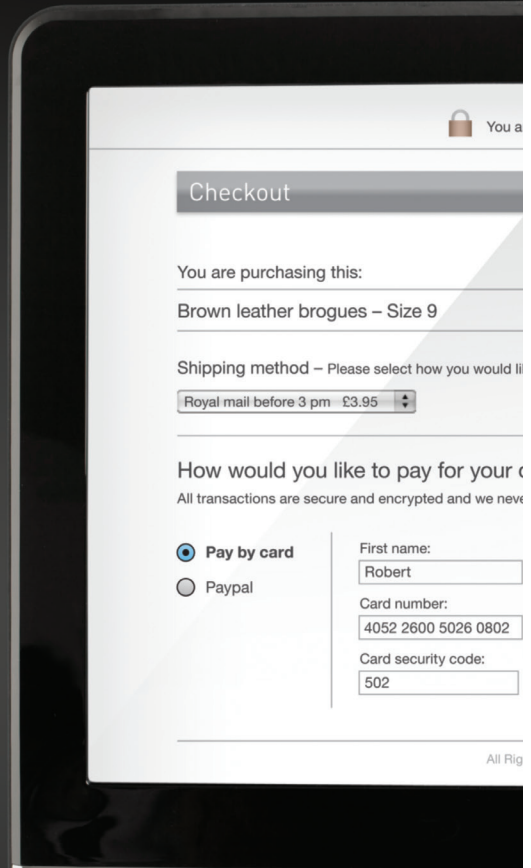 You a
Checkout
You are purchasing this:
Brown leather brogues – Size 9
Shipping method – Please select how you would li
Royal mail before 3 pm £3.95
How would you like to pay for your
All transactions are secure and encrypted and we neve
Pay by card
Paypal
First name:
Robert
Card number:
4052 2600 5026 0802
Card security code:
502
All Rig